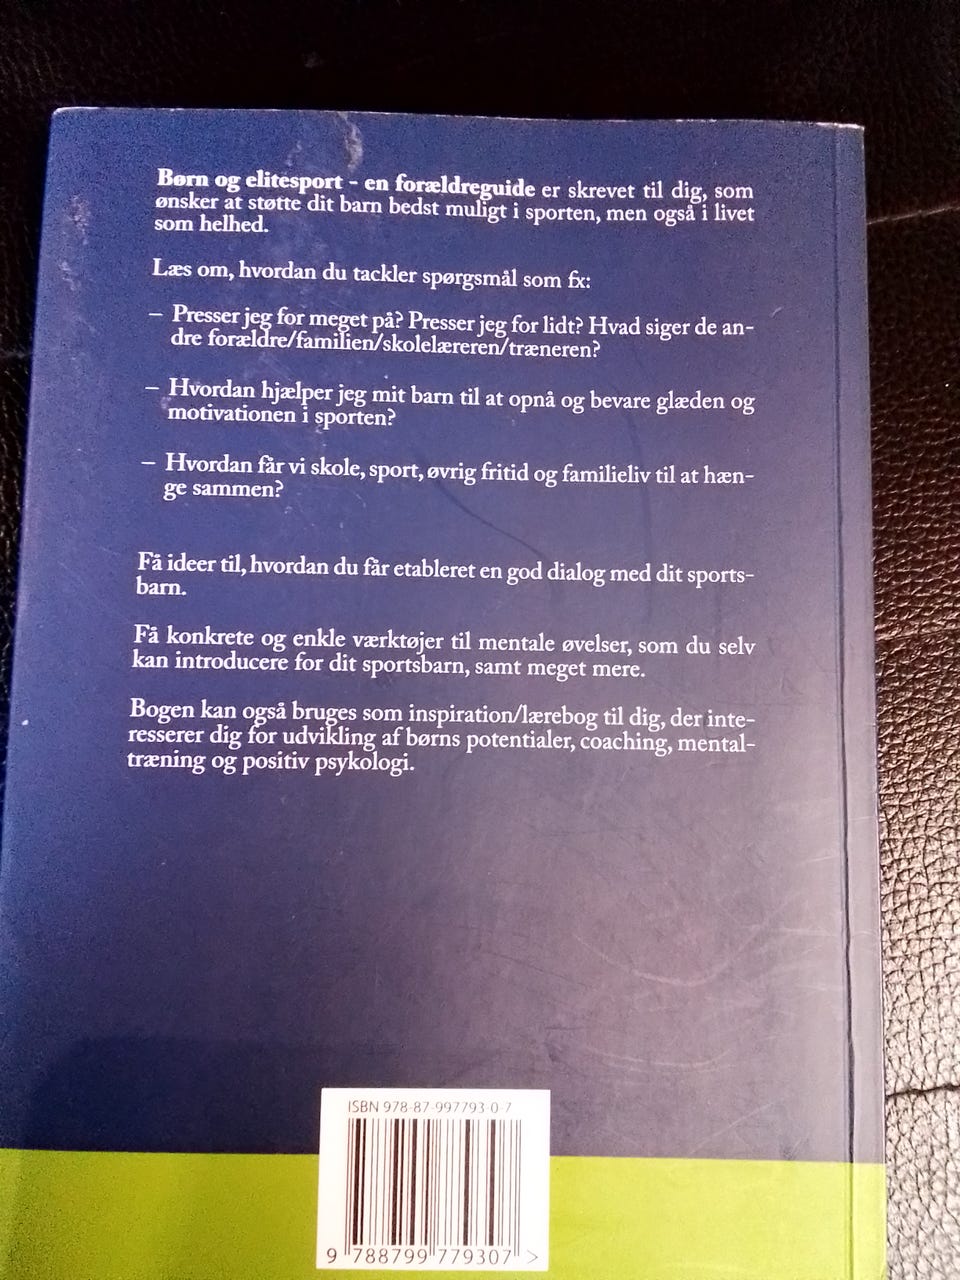 Børn og elitesport - en forældreguide er skrevet til dig, som
ønsker at støtte dit barn bedst muligt i sporten, men også i livet
som helhed.
Læs om, hvordan du tackler spørgsmål som fx:
– Presser jeg for meget på? Presser jeg for lidt? Hvad siger de an-
dre forældre/familien/skolelæreren/træneren?
– Hvordan hjælper jeg mit barn til at opnå og bevare glæden og
motivationen i sporten?
– Hvordan får vi skole, sport, øvrig fritid og familieliv til at hæn-
ge sammen?
Få ideer til, hvordan du får etableret en god dialog med dit sports-
barn.
Få konkrete og enkle værktøjer til mentale øvelser, som du selv
kan introducere for dit sportsbarn, samt meget mere.
Bogen kan også bruges som inspiration/lærebog til dig, der inte-
resserer dig for udvikling af børns potentialer, coaching, mental-
træning og positiv psykologi.
ISBN 978-87-997793-0-7
9 788799 779307 >